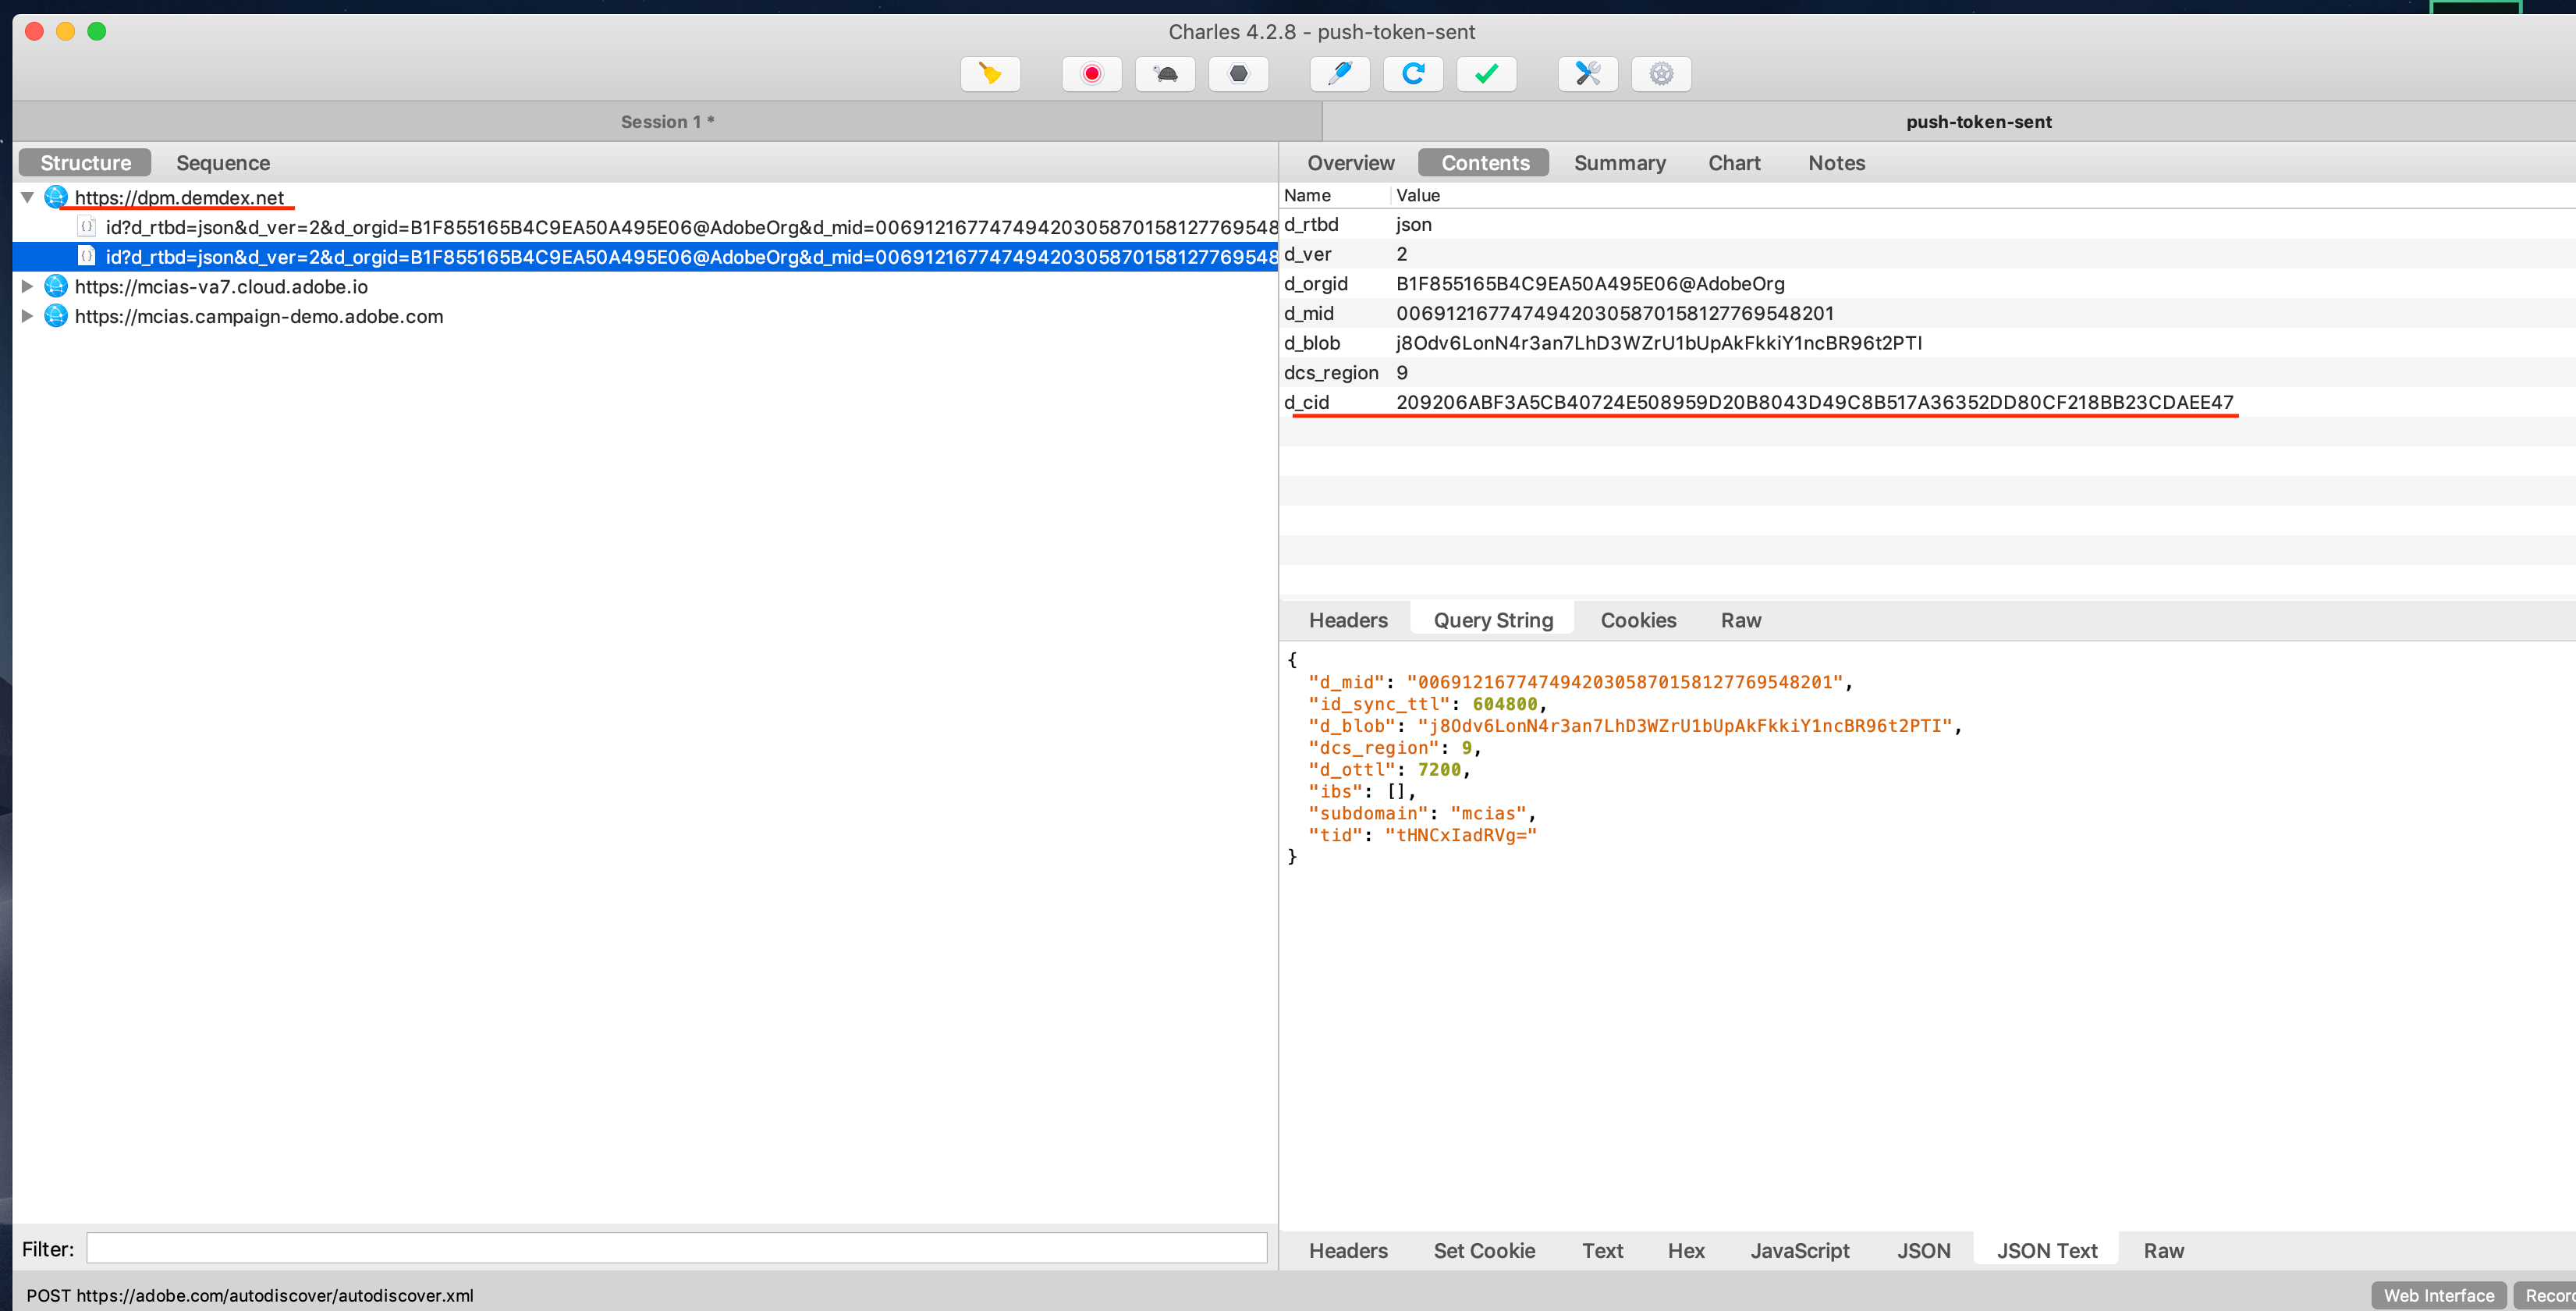 Charles 4.2.8 - push-token-sent
Session 1 *
push-token-sent
Structure Sequence
Overview Contents Summary Chart Notes
https://dpm.demdex.net
id?d_rtbd=json&d_ver=2&d_orgid=B1F855165B4C9EA50A495E06@AdobeOrg&d_mid=00691216774749420305870158127769548
id?d_rtbd=json&d_ver=2&d_orgid=B1F855165B4C9EA50A495E06@AdobeOrg&d_mid=00691216774749420305870158127769548
https://mcias-va7.cloud.adobe.io
https://mcias.campaign-demo.adobe.com
Name Value
d_rtbd json
d_ver 2
d_orgid B1F855165B4C9EA50A495E06@AdobeOrg
d_mid 00691216774749420305870158127769548201
d_blob j8Odv6LonN4r3an7LhD3WZrU1bUpAkFkkiY1ncBR96t2PTI
dcs_region 9
d_cid 209206ABF3A5CB40724E508959D20B8043D49C8B517A36352DD80CF218BB23CDAEE47
Headers Query String Cookies Raw
{
"d_mid": "00691216774749420305870158127769548201",
"id_sync_ttl": 604800,
"d_blob": "j8Odv6LonN4r3an7LhD3WZrU1bUpAkFkkiY1ncBR96t2PTI",
"dcs_region": 9,
"d_ottl": 7200,
"ibs": [],
"subdomain": "mcias",
"tid": "tHNCxIadRVg="
}
Headers Set Cookie Text Hex JavaScript JSON JSON Text Raw
Filter:
POST https://adobe.com/autodiscover/autodiscover.xml
Web Interface Record